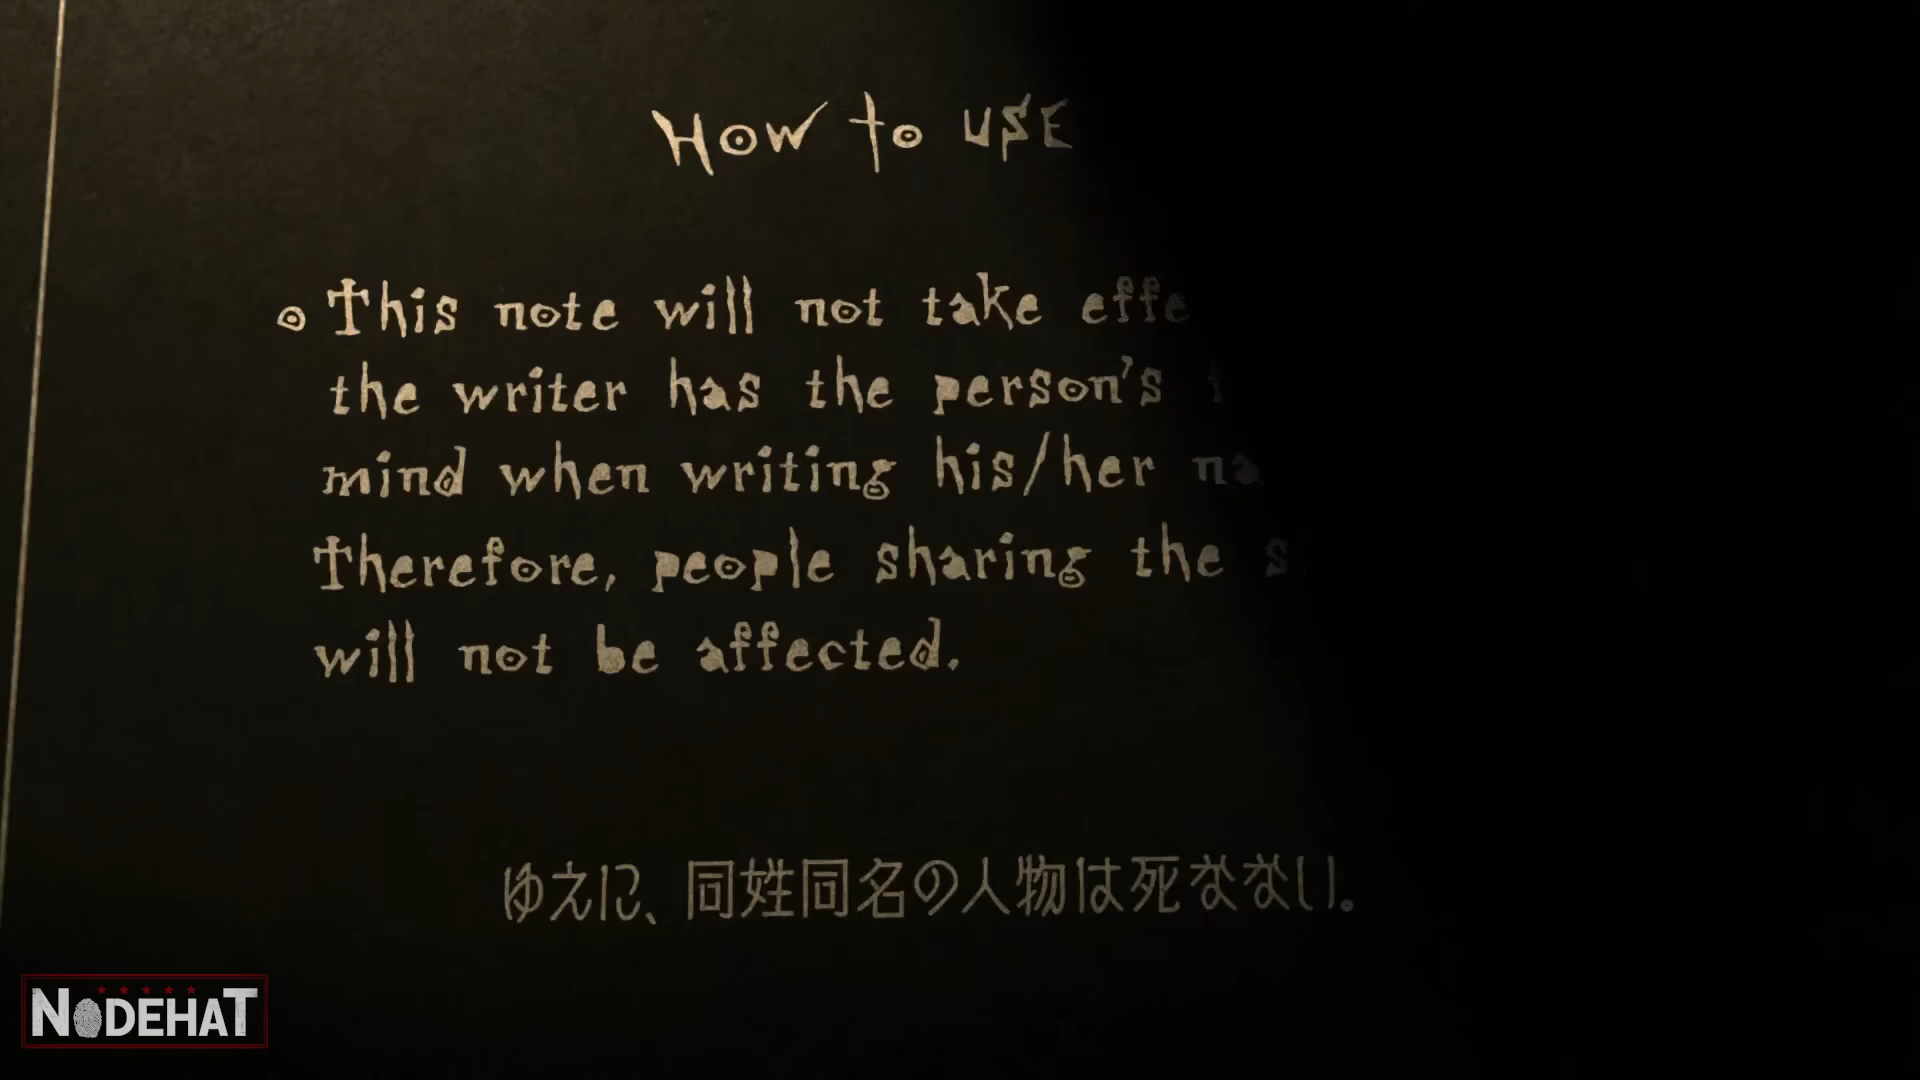 How to USE
This note will not take
the writer has the person's
mind when writing his/her
Therefore, people sharing the
will not be affected.
ゆえに、同姓同名の人物は死なない。
NODEHAT